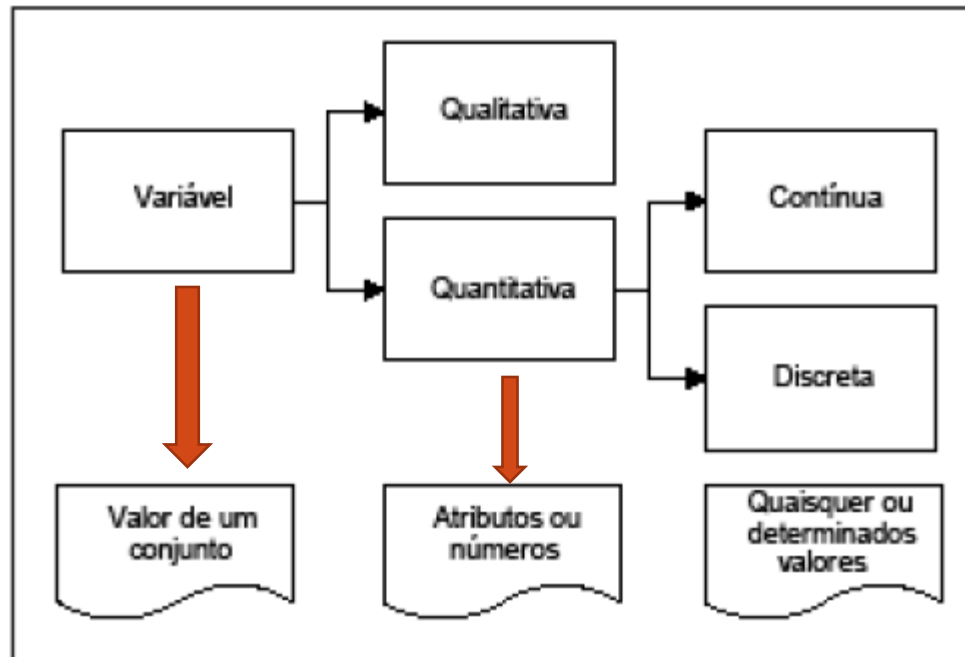 Qualitativa
Variável
Contínua
Quantitativa
Discreta
Valor de um
conjunto
Atributos ou
números
Quaisquer ou
determinados
valores